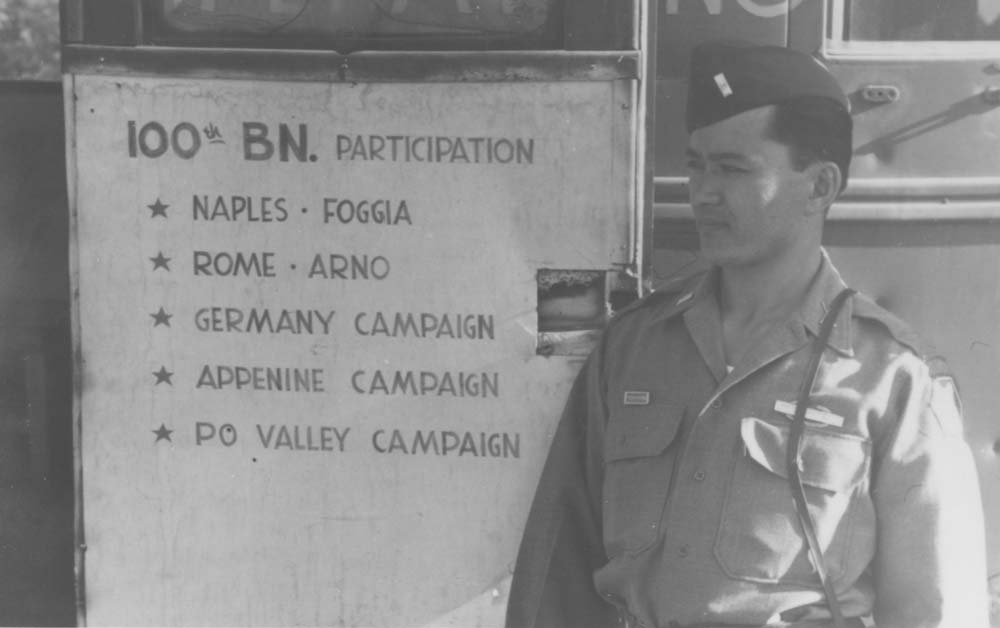 100th BN. PARTICIPATION
★ NAPLES · FOGGIA
★ ROME · ARNO
★ GERMANY CAMPAIGN
★ APPENINE CAMPAIGN
★ PO VALLEY CAMPAIGN